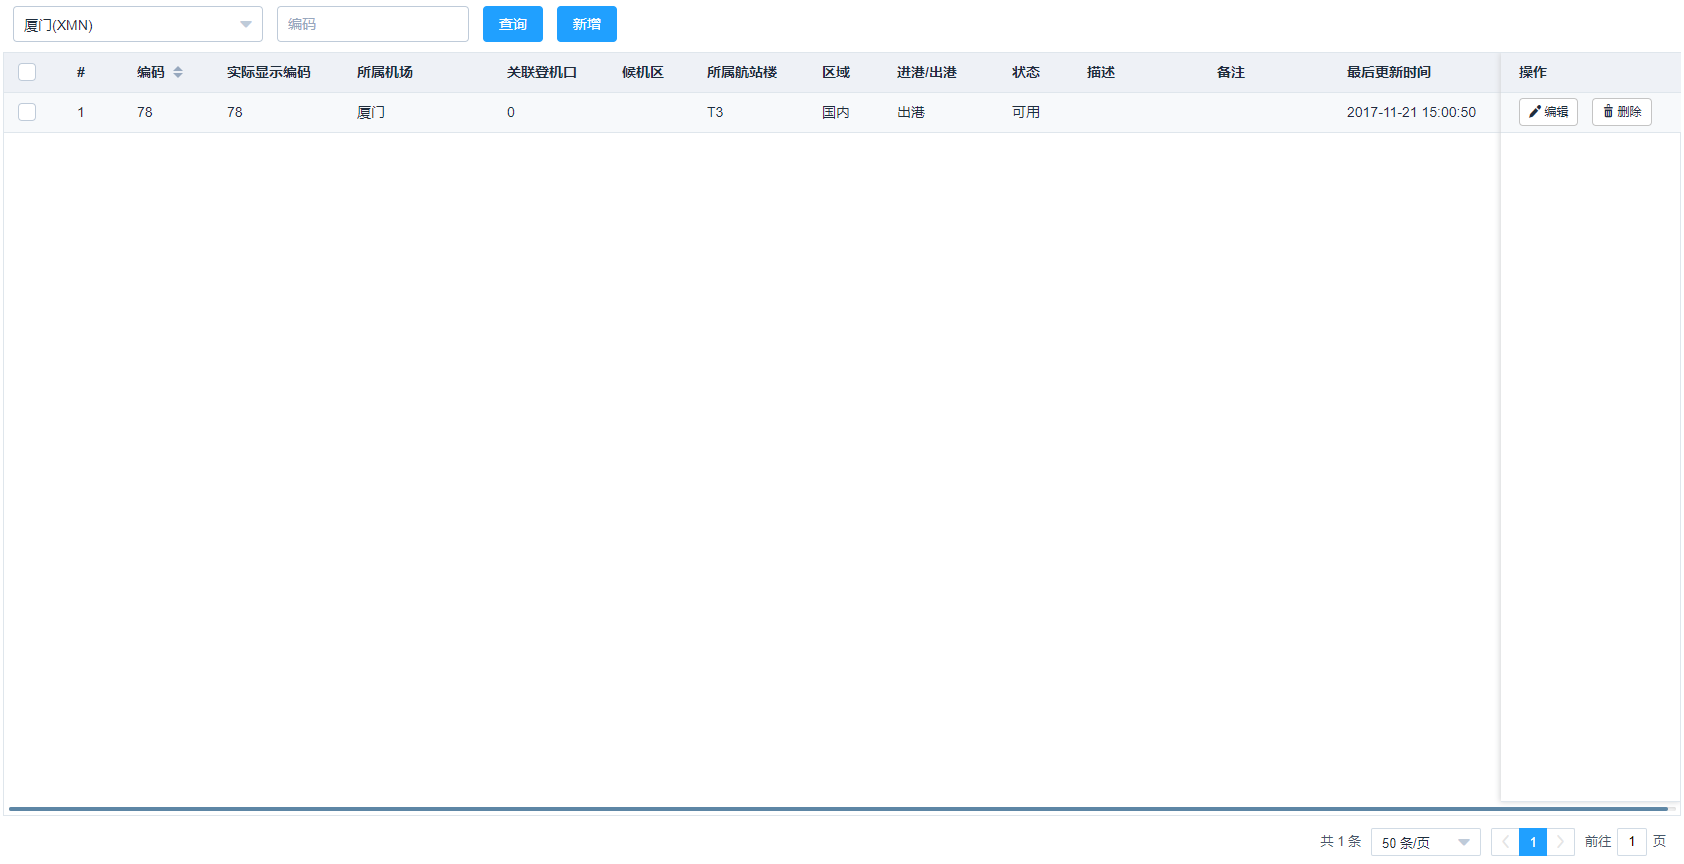 厦门(XMN) 编码 查询 新增
# 编码 实际显示编码 所属机场 关联登机口 候机区 所属航站楼 区域 进港/出港 状态 描述 备注 最后更新时间 操作
1 78 78 厦门 0 T3 国内 出港 可用 2017-11-21 15:00:50 编辑 删除
共 1 条 50 条/页 1 前往 1 页